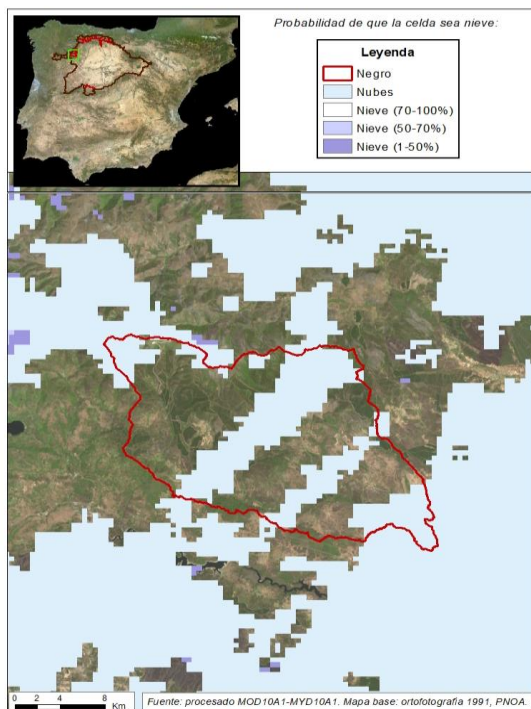 Probabilidad de que la celda sea nieve:
Leyenda
Negro
Nubes
Nieve (70-100%)
Nieve (50-70%)
Nieve (1-50%)
0 2 4 8
Km
Fuente: procesado MOD10A1-MYD10A1. Mapa base: ortofotografía 1991, PNOA